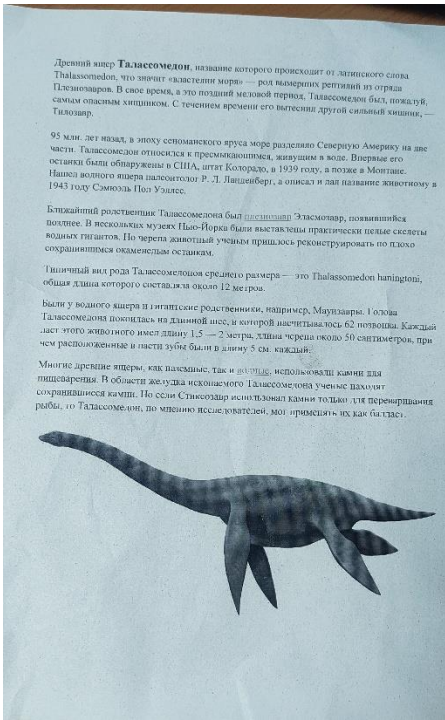 Древний ящер Талассомедон, название которого происходит от латинского слова
Thalassomedon, что значит «властелин моря» — род вымерших рептилий из отряда
Плезиозавров. В свое время, а это поздний меловой период, Талассомедон был, пожалуй,
самым опасным хищником. С течением времени его вытеснил другой сильный хищник, —
Тилозавр.
95 млн. лет назад, в эпоху сеноманского яруса море разделяло Северную Америку на две
части. Талассомедон относился к пресмыкающимся, живущим в воде. Впервые его
останки были обнаружены в США, штат Колорадо, в 1939 году, а позже в Монтане.
Нашел водного ящера палеонтолог Р. Л. Ланденберг, а описал и дал название животному в
1943 году Сэмюэль Пол Уэллес.
Ближайший родственник Талассомедона был плезиозавр Эласмозавр, появившийся
позднее. В нескольких музеях Нью-Йорка были выставлены практически целые скелеты
водных гигантов. Но черепа животных ученым пришлось реконструировать по плохо
сохранившимся окаменелым останкам.
Типичный вид рода Талассомедонов среднего размера — это Thalassomedon haningtoni,
общая длина которого составляла около 12 метров.
Были у водного ящера и гигантские родственники, например, Мауизавры. Голова
Талассомедона покоилась на длинной шее, в которой насчитывалось 62 позвонка. Каждый
ласт этого животного имел длину 1,5 — 2 метра, длина черепа около 50 сантиметров, при
чем расположенные в пасти зубы были в длину 5 см. каждый.
Многие древние ящеры, как наземные, так и водные, использовали камни для
пищеварения. В области желудка ископаемого Талассомедона ученые находят
сохранившиеся камни. Но если Стиксозавр использовал камни только для переваривания
рыбы, то Талассомедон, по мнению исследователей, мог применять их как балласт.